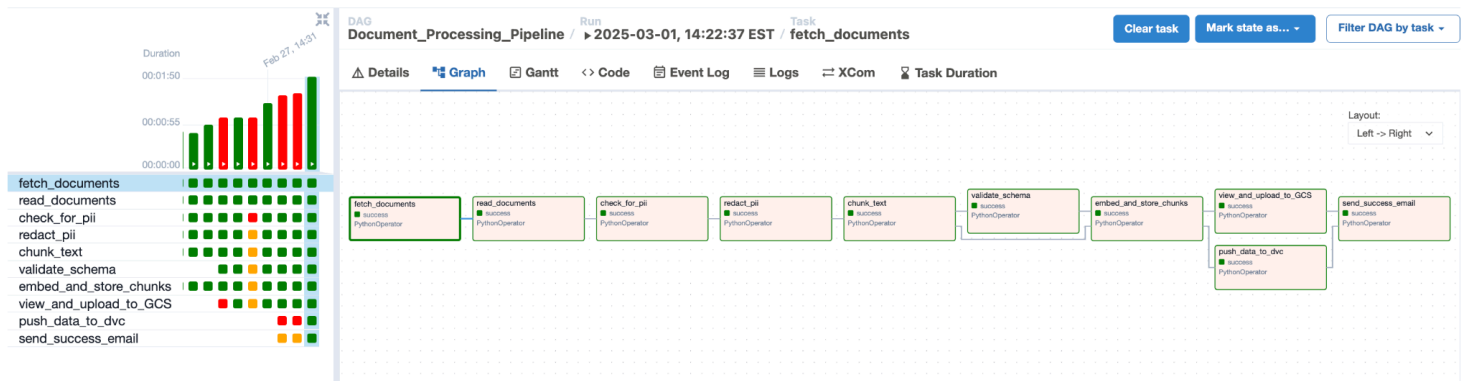 DAG
Document_Processing_Pipeline / Run 2025-03-01, 14:22:37 EST / Task fetch_documents
Clear task
Mark state as...
Filter DAG by task
Details
Graph
Gantt
Code
Event Log
Logs
XCom
Task Duration
Feb 27, 14:31
Duration
00:01:50
00:00:55
00:00:00
fetch_documents
read_documents
check_for_pii
redact_pii
chunk_text
validate_schema
embed_and_store_chunks
view_and_upload_to_GCS
push_data_to_dvc
send_success_email
Layout:
Left -> Right
fetch_documents
success
PythonOperator
read_documents
success
PythonOperator
check_for_pii
success
PythonOperator
redact_pii
success
PythonOperator
chunk_text
success
PythonOperator
validate_schema
success
PythonOperator
embed_and_store_chunks
success
PythonOperator
view_and_upload_to_GCS
success
PythonOperator
push_data_to_dvc
success
PythonOperator
send_success_email
success
PythonOperator